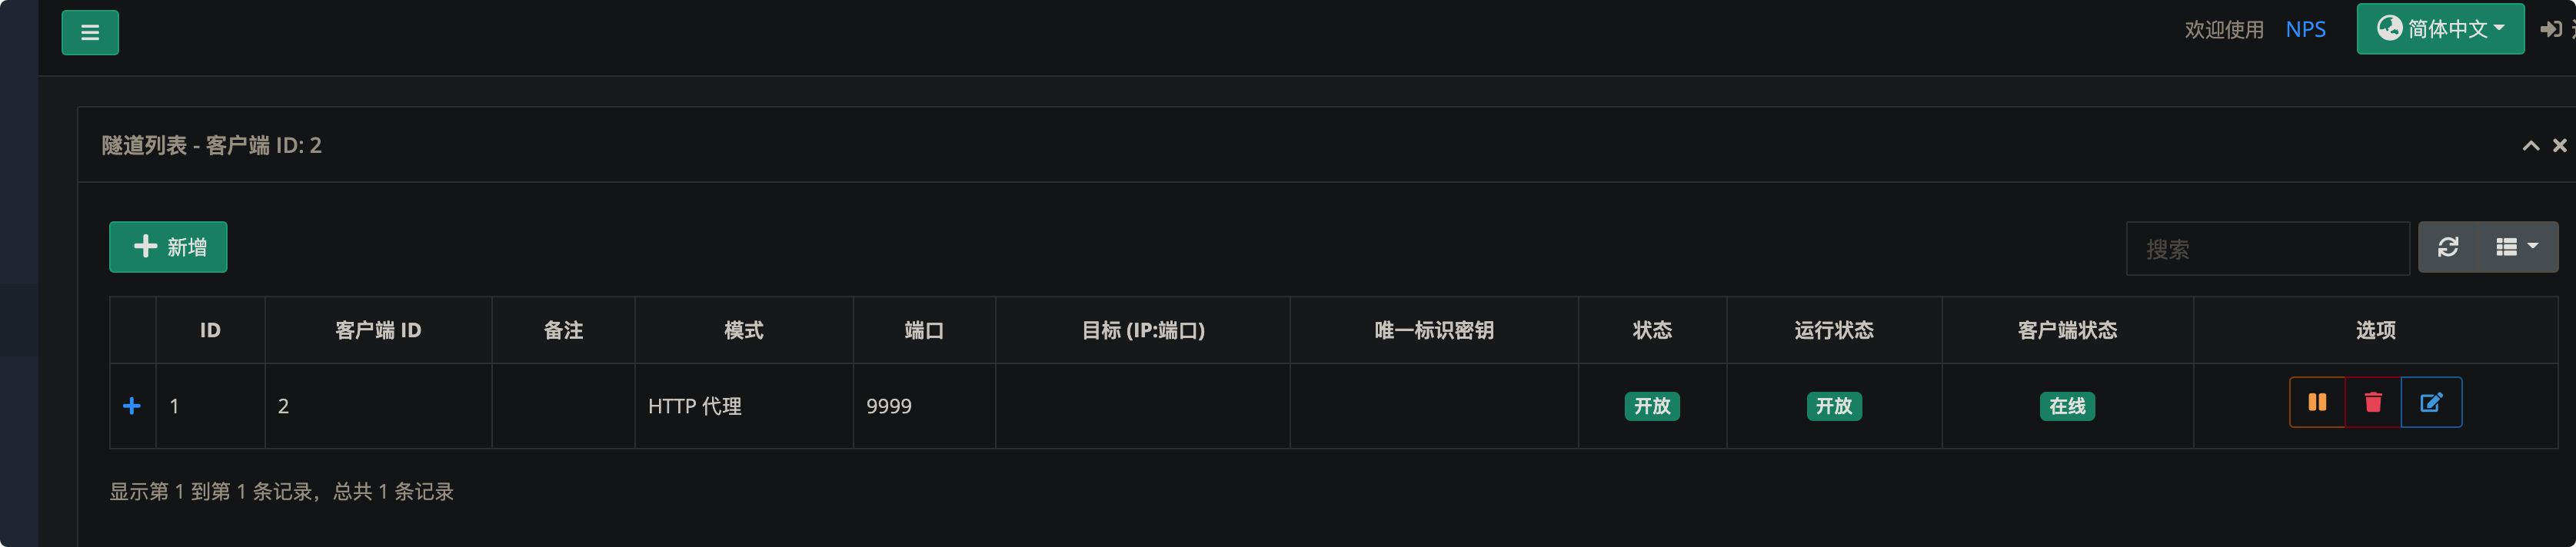 欢迎使用 NPS 简体中文
隧道列表 - 客户端 ID: 2
新增
搜索
ID 客户端 ID 备注 模式 端口 目标 (IP:端口) 唯一标识密钥 状态 运行状态 客户端状态 选项
1 2 HTTP 代理 9999 开放 开放 在线
显示第 1 到第 1 条记录，总共 1 条记录